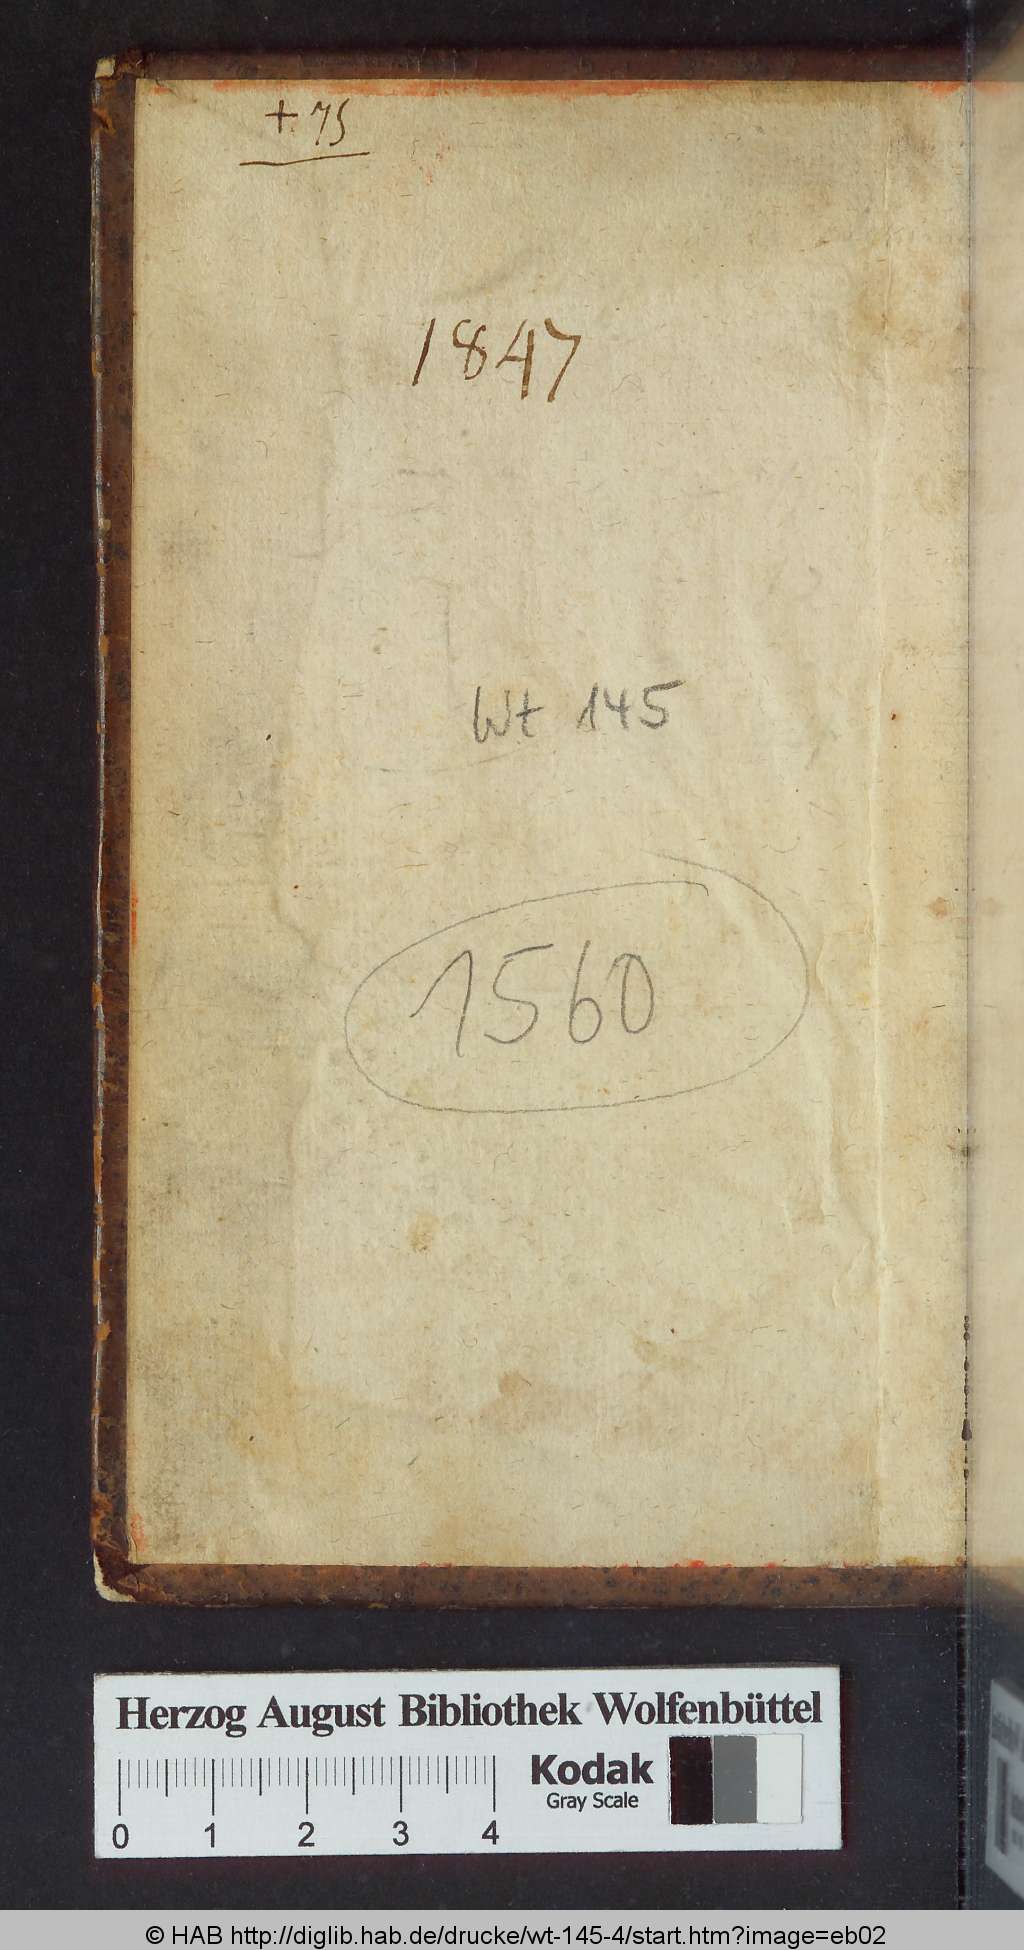 +. 75
1847
Wt 145
1560
Herzog August Bibliothek Wolfenbüttel
Kodak
Gray Scale
0 1 2 3 4
© HAB http://diglib.hab.de/drucke/wt-145-4/start.htm?image=eb02